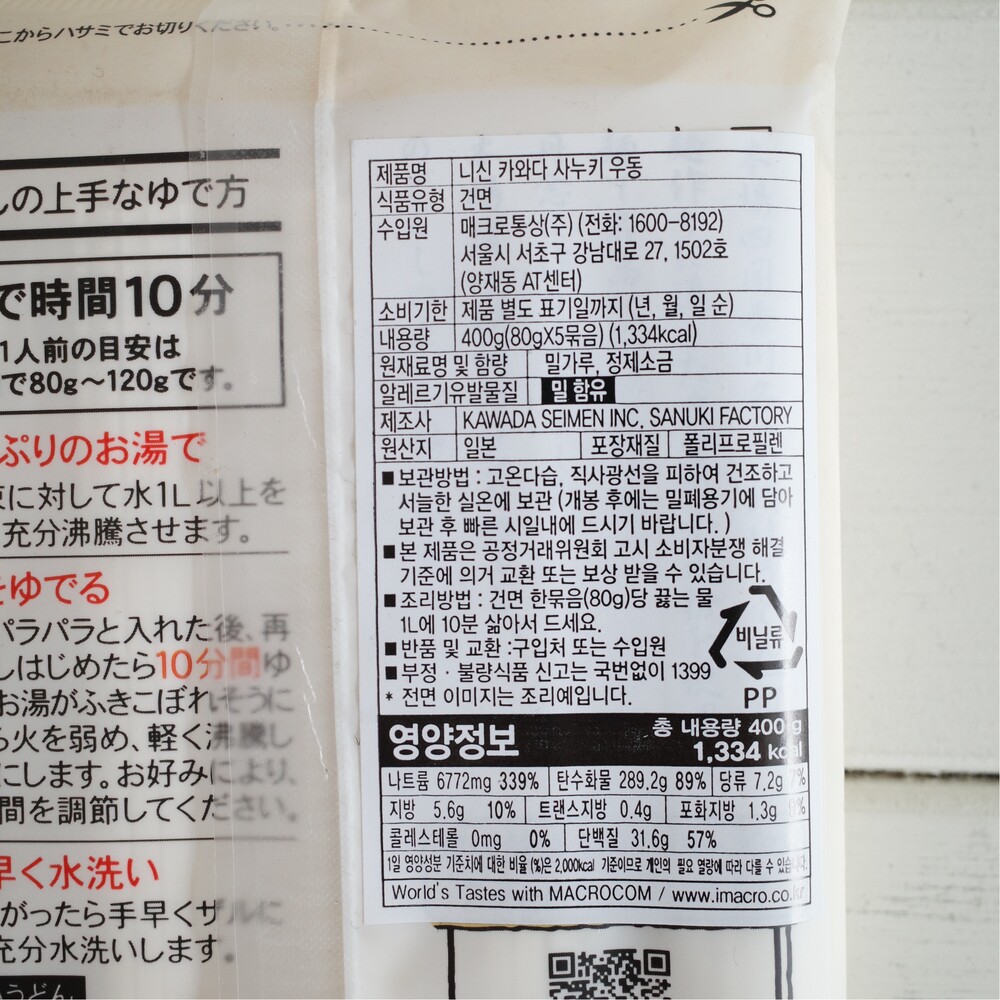 こからハサミでお切りください。
んの上手なゆで方
で時間10分
1人前の目安は
で80g～120gです。
ぷりのお湯で
に対して水1L以上を
充分沸騰させます。
ゆでる
パラパラと入れた後、再
しはじめたら10分間ゆ
お湯がふきこぼれそうに
ら火を弱め、軽く沸騰し
にします。お好みにより、
間を調節してください。
早く水洗い
がったら手早くザルに
充分水洗いします。
うどん
제품명 니신 카와다 사누키 우동
식품유형 건면
수입원 매크로통상(주) (전화: 1600-8192)
서울시 서초구 강남대로 27, 1502호
(양재동 AT센터)
소비기한 제품 별도 표기일까지 (년, 월, 일 순)
내용량 400g(80gX5묶음) (1,334kcal)
원재료명 및 함량 밀가루, 정제소금
알레르기유발물질 밀 함유
제조사 KAWADA SEIMEN INC, SANUKI FACTORY
원산지 일본 포장재질 폴리프로필렌
■ 보관방법 : 고온다습, 직사광선을 피하여 건조하고
서늘한 실온에 보관 (개봉 후에는 밀폐용기에 담아
보관 후 빠른 시일내에 드시기 바랍니다. )
■ 본 제품은 공정거래위원회 고시 소비자분쟁 해결
기준에 의거 교환 또는 보상 받을 수 있습니다.
■ 조리방법 : 건면 한묶음(80g)당 끓는 물
1L에 10분 삶아서 드세요.
■ 반품 및 교환 :구입처 또는 수입원
■ 부정 · 불량식품 신고는 국번없이 1399
* 전면 이미지는 조리예입니다.
비닐류
PP
영양정보 총 내용량 400 g
1,334 kcal
나트륨 6772mg 339% 탄수화물 289.2g 89% 당류 7.2g 7%
지방 5.6g 10% 트랜스지방 0.4g 포화지방 1.3g
콜레스테롤 0mg 0% 단백질 31.6g 57%
1일 영양성분 기준치에 대한 비율 (%)은 2,000kcal 기준이므로 개인의 필요 열량에 따라 다를 수 있습니다.
World's Tastes with MACROCOM / www.imacro.co.kr